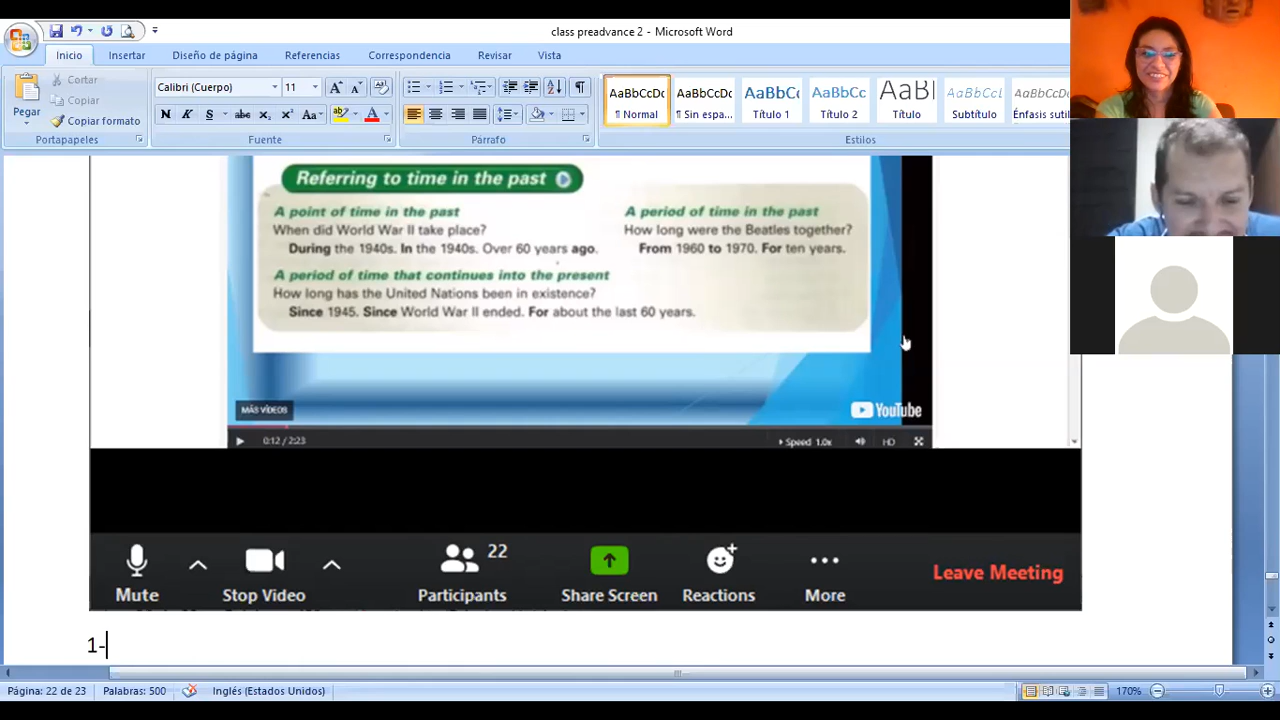 class preadvance 2 - Microsoft Word
Inicio Insertar Diseño de página Referencias Correspondencia Revisar Vista
Pegar
Cortar
Copiar
Copiar formato
Portapapeles
Calibri (Cuerpo) 11
Fuente
Párrafo
AaBbCcDc AaBbCcDc AaBbC AaBbCc AaBl AaBbCcL AaBbCcDc
¶ Normal ¶ Sin espa... Título 1 Título 2 Título Subtítulo Énfasis sutil
Estilos
Referring to time in the past
A point of time in the past
When did World War II take place?
During the 1940s. In the 1940s. Over 60 years ago.
A period of time in the past
How long were the Beatles together?
From 1960 to 1970. For ten years.
A period of time that continues into the present
How long has the United Nations been in existence?
Since 1945. Since World War II ended. For about the last 60 years.
MÁS VÍDEOS
YouTube
0:12 / 2:23 Speed 1.0x HD
Mute Stop Video Participants 22 Share Screen Reactions More Leave Meeting
1-
Página: 22 de 23 Palabras: 500 Inglés (Estados Unidos) 170%